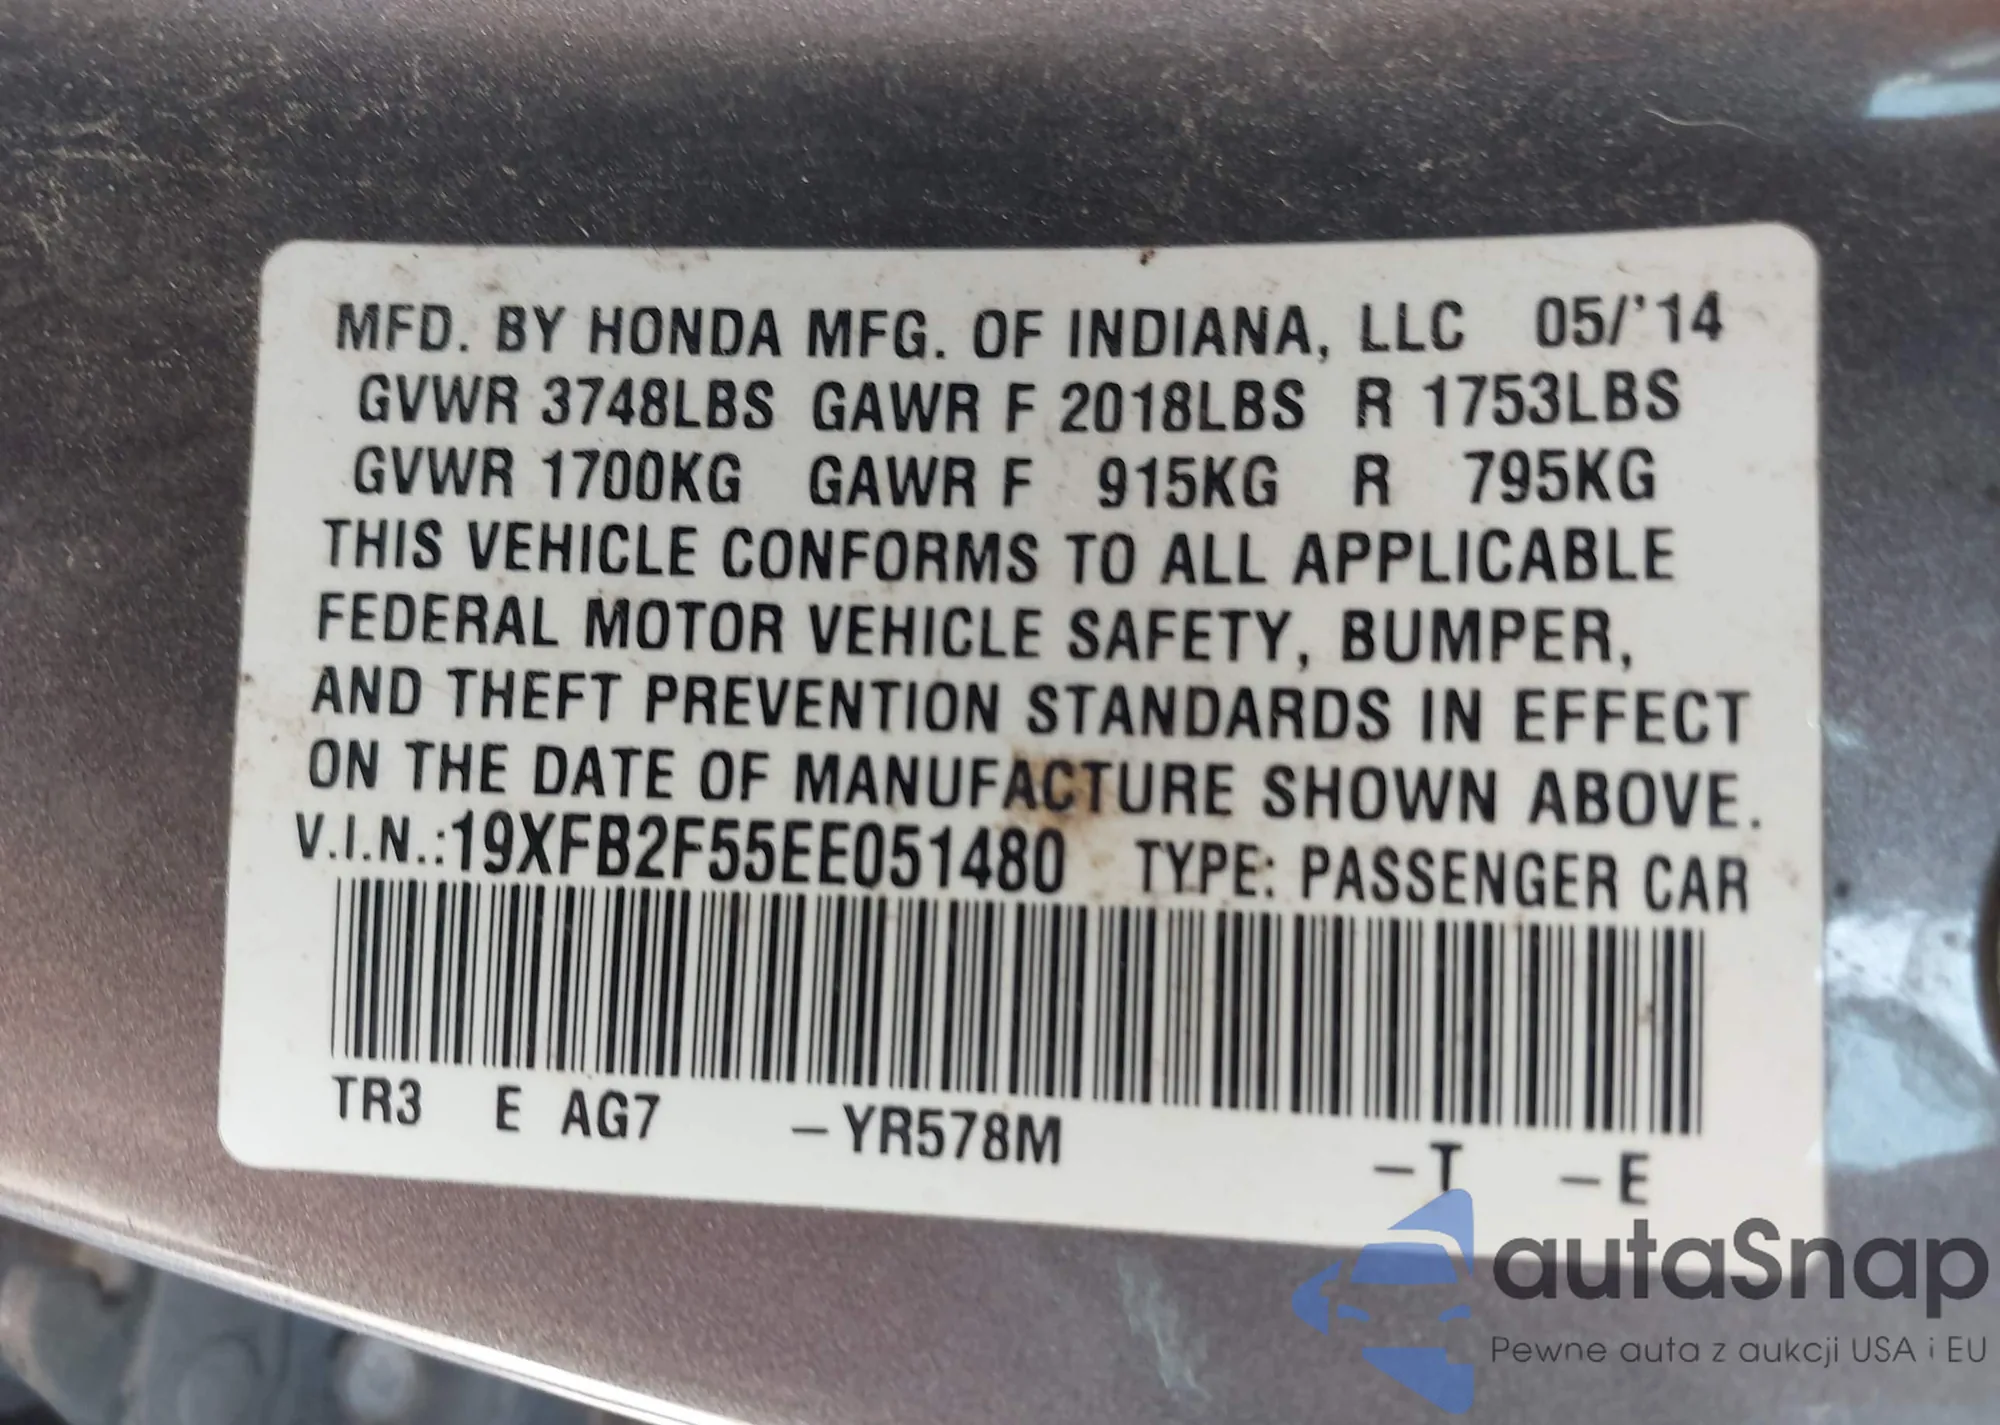 MFD. BY HONDA MFG. OF INDIANA, LLC 05/'14
GVWR 3748LBS GAWR F 2018LBS R 1753LBS
GVWR 1700KG GAWR F 915KG R 795KG
THIS VEHICLE CONFORMS TO ALL APPLICABLE
FEDERAL MOTOR VEHICLE SAFETY, BUMPER,
AND THEFT PREVENTION STANDARDS IN EFFECT
ON THE DATE OF MANUFACTURE SHOWN ABOVE.
V.I.N.:19XFB2F55EE051480 TYPE: PASSENGER CAR
TR3 E AG7 –YR578M –T –E
autaSnap
Pewne auta z aukcji USA i EU